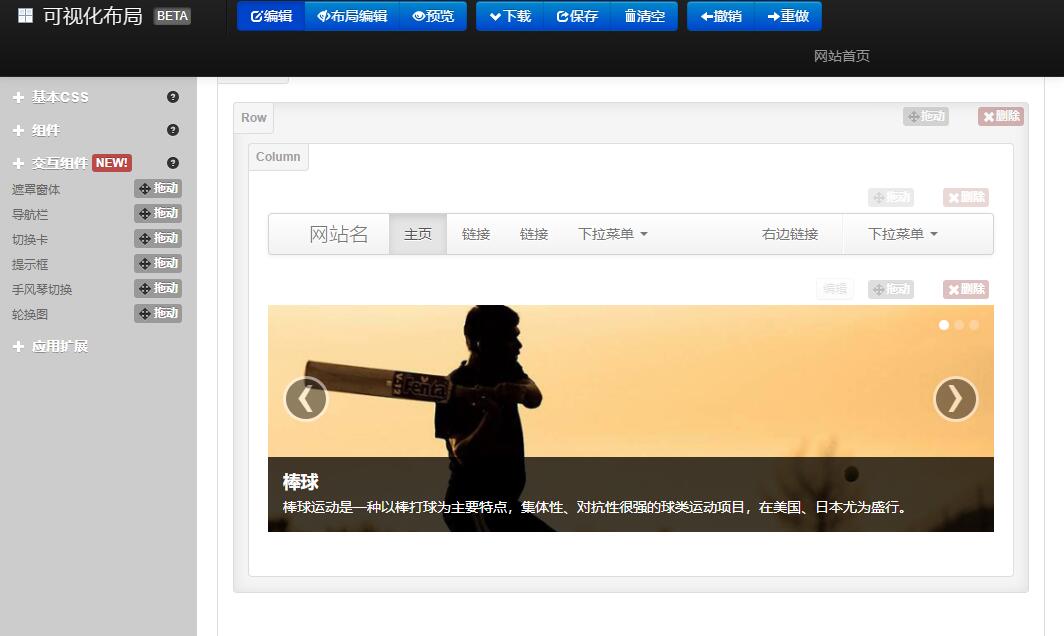 可视化布局 BETA 编辑 布局编辑 预览 下载 保存 清空 撤销 重做
网站首页
基本CSS
组件
交互组件 NEW!
遮罩窗体 拖动
导航栏 拖动
切换卡 拖动
提示框 拖动
手风琴切换 拖动
轮换图 拖动
应用扩展
Row 拖动 删除
Column
拖动 删除
网站名 主页 链接 链接 下拉菜单 右边链接 下拉菜单
编辑 拖动 删除
Fenta
棒球
棒球运动是一种以棒打球为主要特点，集体性、对抗性很强的球类运动项目，在美国、日本尤为盛行。